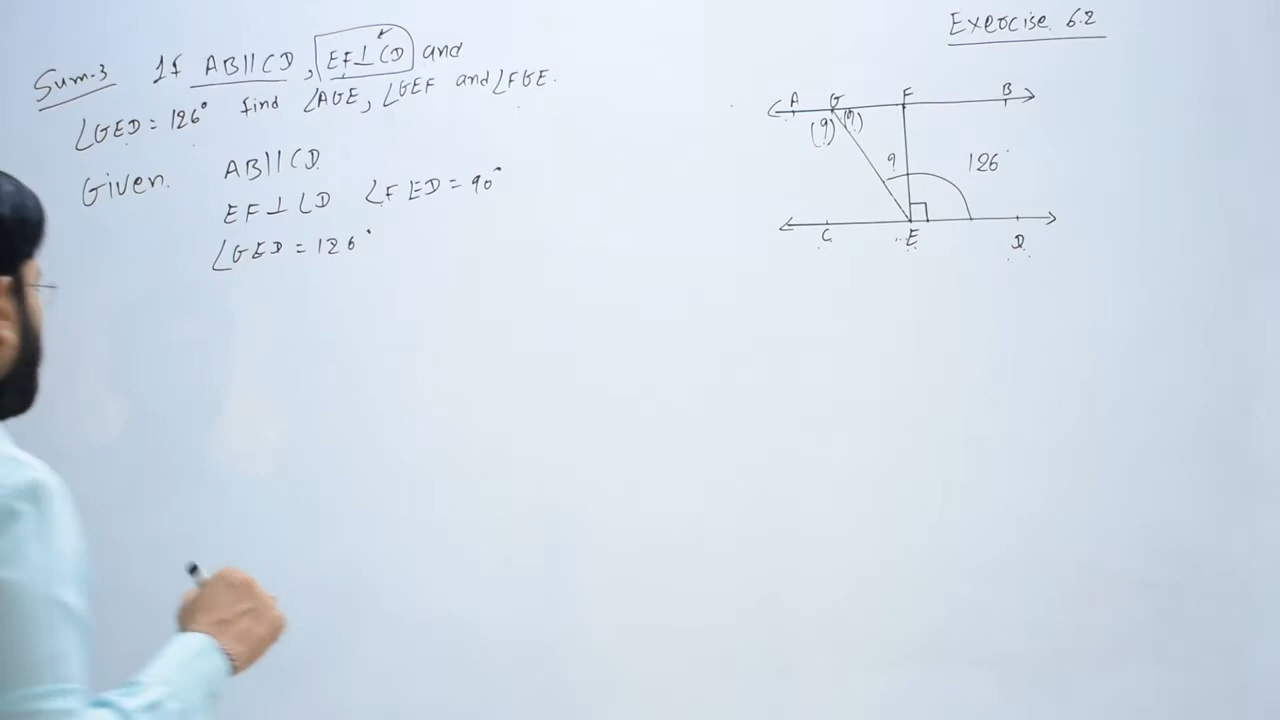 Exercise 6.2
Sum-3 If AB||CD, EF⊥CD and
∠GED = 126° find ∠AGE, ∠GEF and ∠FGE.
Given. AB||CD
EF⊥CD ∠FED = 90°
∠GED = 126°
A G F B
(?) (?)
? 126°
C E D